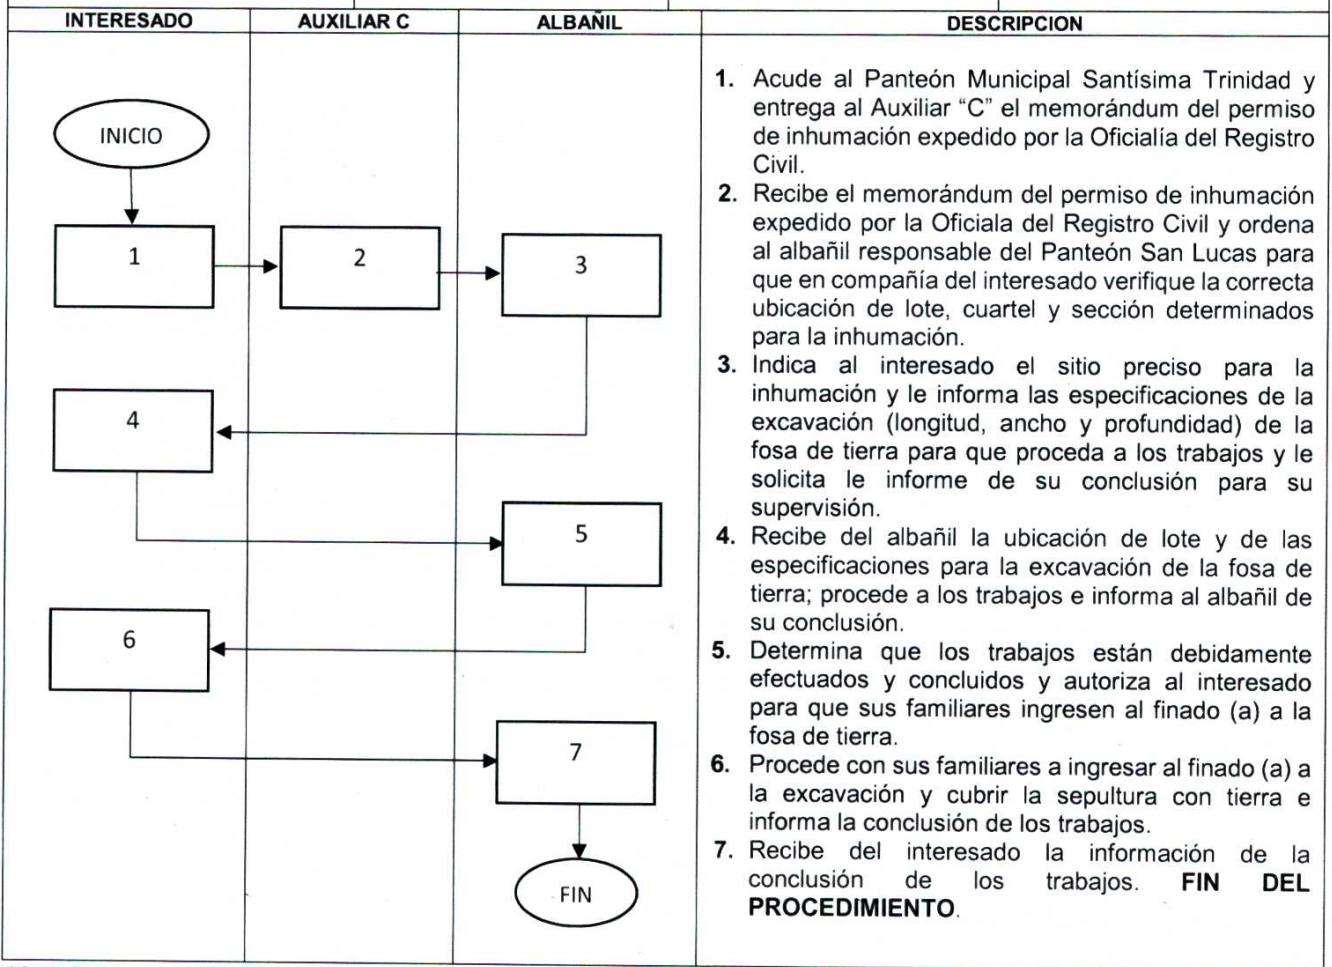 INTERESADO
AUXILIAR C
ALBAÑIL
DESCRIPCION
INICIO
1
2
3
4
5
6
7
FIN
1. Acude al Panteón Municipal Santísima Trinidad y
entrega al Auxiliar “C” el memorándum del permiso
de inhumación expedido por la Oficialía del Registro
Civil.
2. Recibe el memorándum del permiso de inhumación
expedido por la Oficiala del Registro Civil y ordena
al albañil responsable del Panteón San Lucas para
que en compañía del interesado verifique la correcta
ubicación de lote, cuartel y sección determinados
para la inhumación.
3. Indica al interesado el sitio preciso para la
inhumación y le informa las especificaciones de la
excavación (longitud, ancho y profundidad) de la
fosa de tierra para que proceda a los trabajos y le
solicita le informe de su conclusión para su
supervisión.
4. Recibe del albañil la ubicación de lote y de las
especificaciones para la excavación de la fosa de
tierra; procede a los trabajos e informa al albañil de
su conclusión.
5. Determina que los trabajos están debidamente
efectuados y concluidos y autoriza al interesado
para que sus familiares ingresen al finado (a) a la
fosa de tierra.
6. Procede con sus familiares a ingresar al finado (a) a
la excavación y cubrir la sepultura con tierra e
informa la conclusión de los trabajos.
7. Recibe del interesado la información de la
conclusión de los trabajos. FIN DEL
PROCEDIMIENTO.